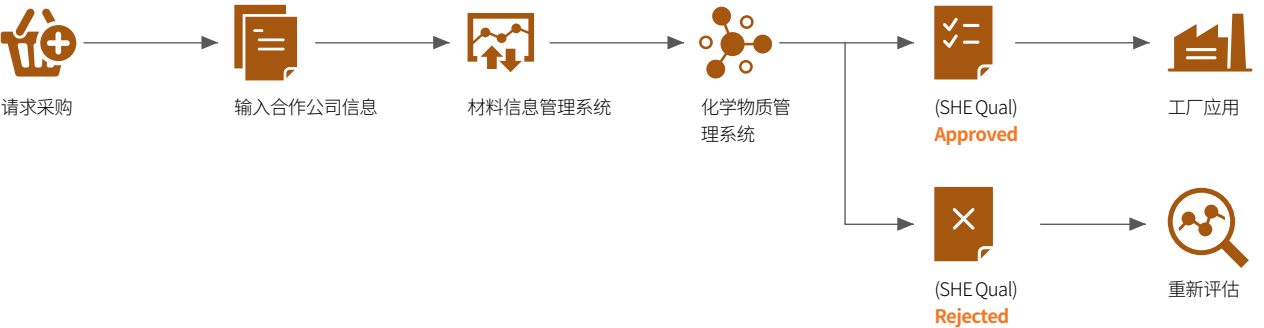 请求采购
输入合作公司信息
材料信息管理系统
化学物质管
理系统
(SHE Qual)
Approved
工厂应用
(SHE Qual)
Rejected
重新评估